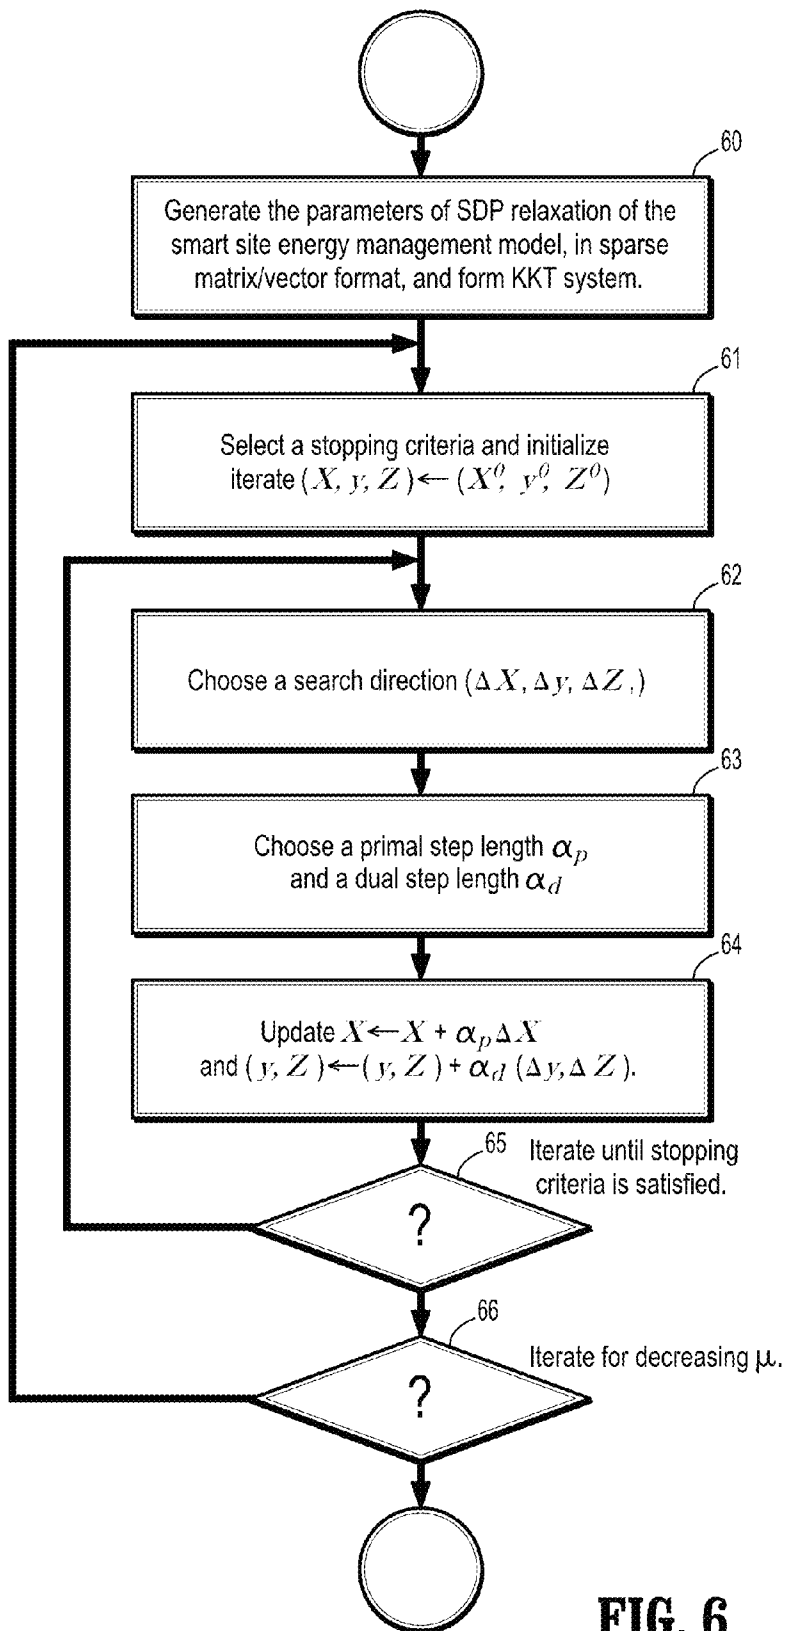 60
Generate the parameters of SDP relaxation of the
smart site energy management model, in sparse
matrix/vector format, and form KKT system.
61
Select a stopping criteria and initialize
iterate (X, y, Z) ← (X⁰, y⁰, Z⁰)
62
Choose a search direction (ΔX, Δy, ΔZ,)
63
Choose a primal step length αp
and a dual step length αd
64
Update X ← X + αp ΔX
and (y, Z) ← (y, Z) + αd (Δy, ΔZ).
65
Iterate until stopping
criteria is satisfied.
?
66
Iterate for decreasing μ.
?
FIG. 6